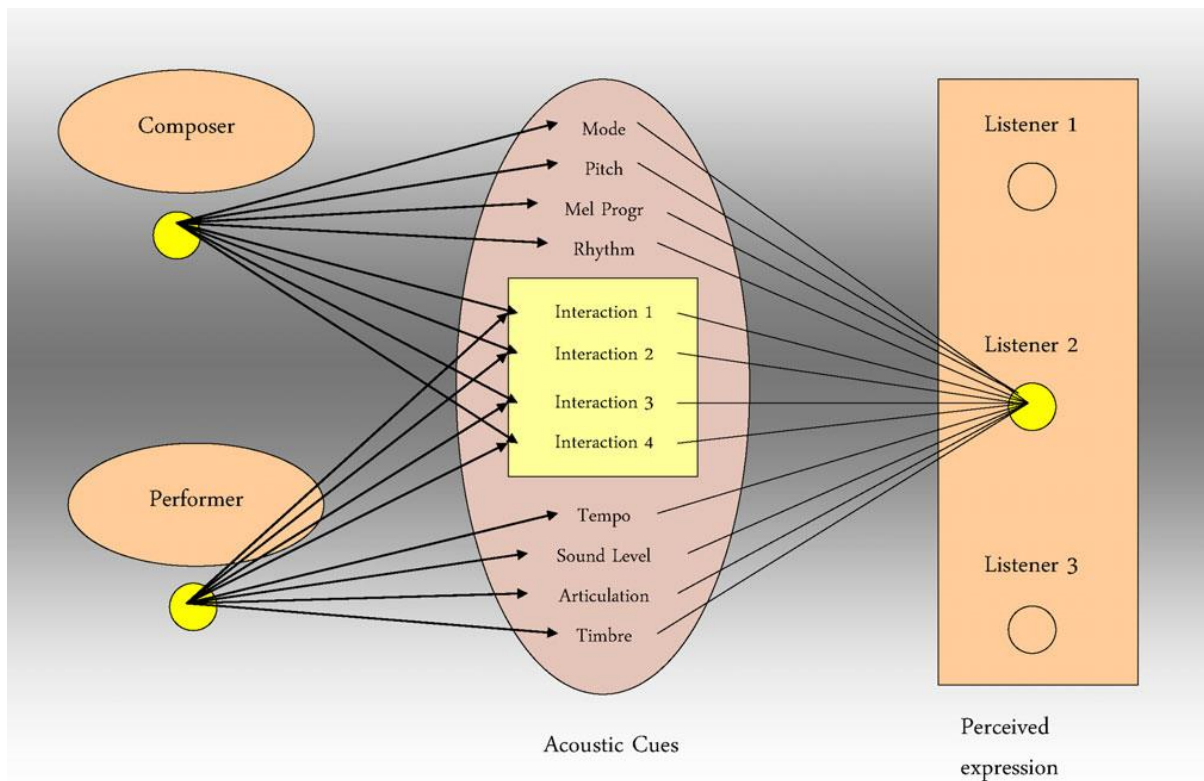 Composer
Performer
Mode
Pitch
Mel Progr
Rhythm
Interaction 1
Interaction 2
Interaction 3
Interaction 4
Tempo
Sound Level
Articulation
Timbre
Acoustic Cues
Listener 1
Listener 2
Listener 3
Perceived
expression